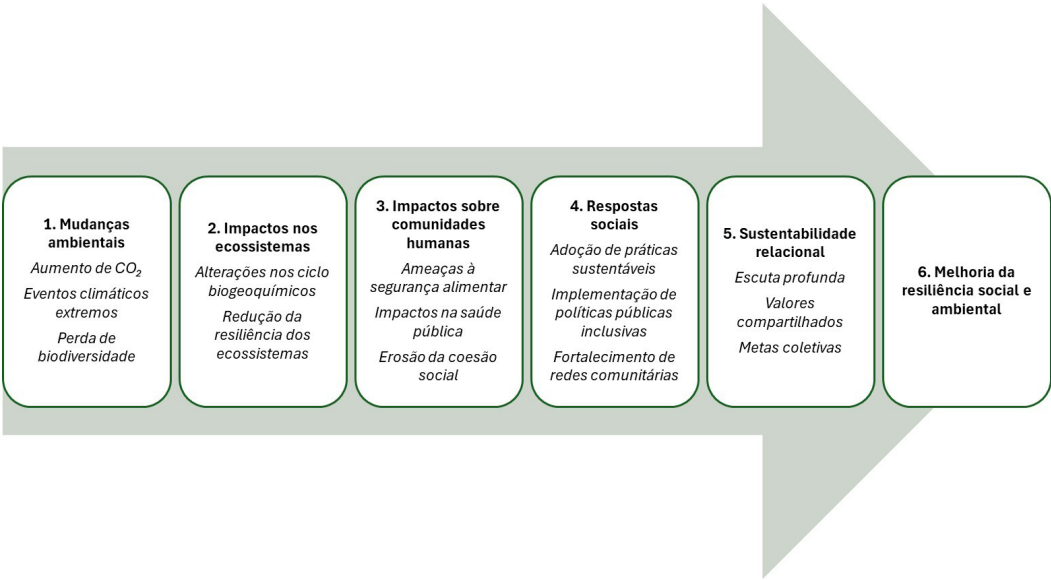 1. Mudanças
ambientais
Aumento de CO₂
Eventos climáticos
extremos
Perda de
biodiversidade
2. Impactos nos
ecossistemas
Alterações nos ciclo
biogeoquímicos
Redução da
resiliência dos
ecossistemas
3. Impactos sobre
comunidades
humanas
Ameaças à
segurança alimentar
Impactos na saúde
pública
Erosão da coesão
social
4. Respostas
sociais
Adoção de práticas
sustentáveis
Implementação de
políticas públicas
inclusivas
Fortalecimento de
redes comunitárias
5. Sustentabilidade
relacional
Escuta profunda
Valores
compartilhados
Metas coletivas
6. Melhoria da
resiliência social e
ambiental